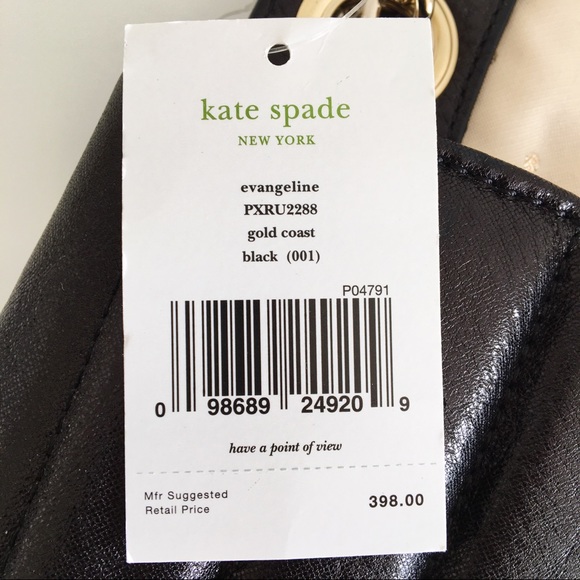 kate spade
NEW YORK
evangeline
PXRU2288
gold coast
black (001)
P04791
0 98689 24920 9
have a point of view
Mfr Suggested
Retail Price
398.00